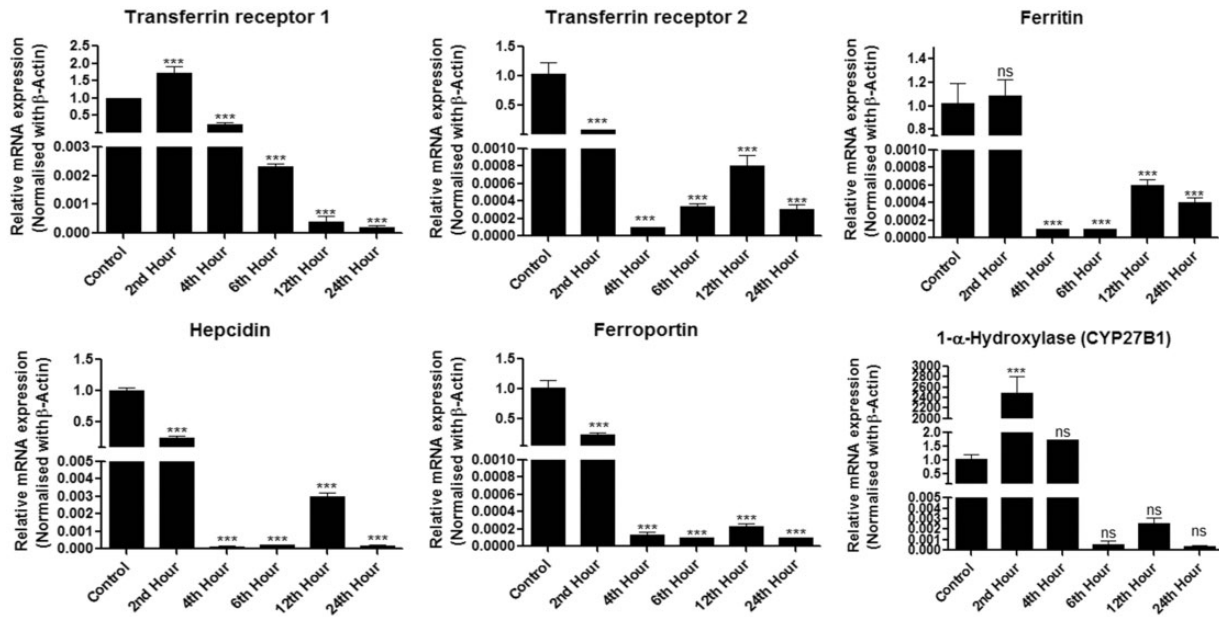 Transferrin receptor 1
Relative mRNA expression
(Normalised with β-Actin)
2.5
2.0
1.5
1.0
0.5
0.003
0.002
0.001
0.000
***
***
***
***
***
Control
2nd Hour
4th Hour
6th Hour
12th Hour
24th Hour
Transferrin receptor 2
Relative mRNA expression
(Normalised with β-Actin)
1.5
1.0
0.5
0.0010
0.0008
0.0006
0.0004
0.0002
0.0000
***
***
***
***
***
Control
2nd Hour
4th Hour
6th Hour
12th Hour
24th Hour
Ferritin
Relative mRNA expression
(Normalised with β-Actin)
1.4
1.2
1.0
0.8
0.0010
0.0008
0.0006
0.0004
0.0002
0.0000
ns
***
***
***
***
Control
2nd Hour
4th Hour
6th Hour
12th Hour
24th Hour
Hepcidin
Relative mRNA expression
(Normalised with β-Actin)
1.5
1.0
0.5
0.005
0.004
0.003
0.002
0.001
0.000
***
***
***
***
***
Control
2nd Hour
4th Hour
6th Hour
12th Hour
24th Hour
Ferroportin
Relative mRNA expression
(Normalised with β-Actin)
1.5
1.0
0.5
0.0010
0.0008
0.0006
0.0004
0.0002
0.0000
***
***
***
***
***
Control
2nd Hour
4th Hour
6th Hour
12th Hour
24th Hour
1-α-Hydroxylase (CYP27B1)
Relative mRNA expression
(Normalised with β-Actin)
3000
2800
2600
2400
2200
2000
2.0
1.5
1.0
0.5
0.005
0.004
0.003
0.002
0.001
0.000
***
ns
ns
ns
ns
Control
2nd Hour
4th Hour
6th Hour
12th Hour
24th Hour